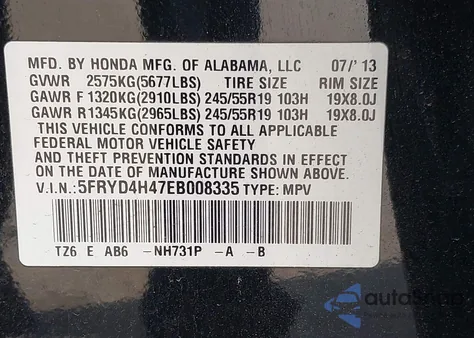 MFD. BY HONDA MFG. OF ALABAMA, LLC 07/'13
GVWR 2575KG(5677LBS) TIRE SIZE RIM SIZE
GAWR F 1320KG(2910LBS) 245/55R19 103H 19X8.0J
GAWR R 1345KG(2965LBS) 245/55R19 103H 19X8.0J
THIS VEHICLE CONFORMS TO ALL APPLICABLE
FEDERAL MOTOR VEHICLE SAFETY
AND THEFT PREVENTION STANDARDS IN EFFECT
ON THE DATE OF MANUFACTURE SHOWN ABOVE.
V.I.N.: 5FRYD4H47EB008335 TYPE: MPV
TZ6 E AB6 -NH731P -A -B